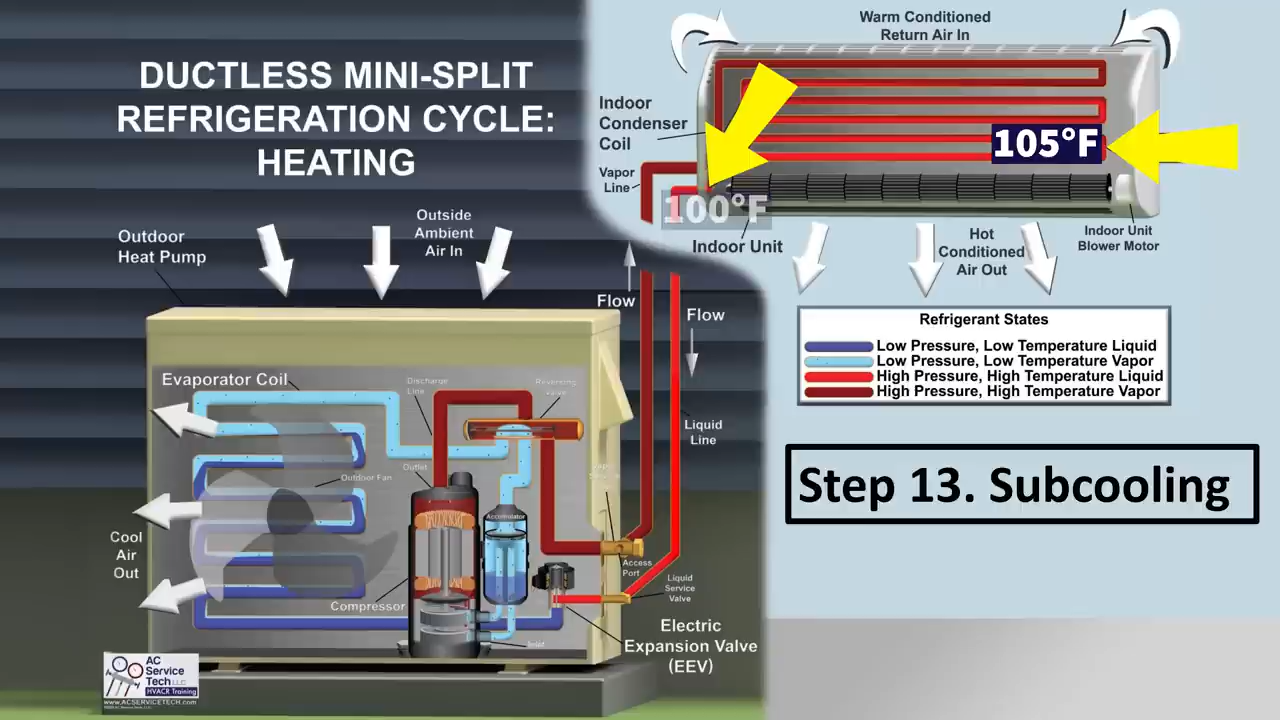 DUCTLESS MINI-SPLIT
REFRIGERATION CYCLE:
HEATING
Warm Conditioned
Return Air In
Indoor
Condenser
Coil
105°F
Vapor
Line
100°F
Indoor Unit
Hot
Conditioned
Air Out
Indoor Unit
Blower Motor
Outdoor
Heat Pump
Outside
Ambient
Air In
Flow
Flow
Refrigerant States
Low Pressure, Low Temperature Liquid
Low Pressure, Low Temperature Vapor
High Pressure, High Temperature Liquid
High Pressure, High Temperature Vapor
Evaporator Coil
Discharge
Line
Reversing
Valve
Liquid
Line
Outlet
Outdoor Fan
Step 13. Subcooling
Accumulator
Cool
Air
Out
Access
Port
Liquid
Service
Valve
Compressor
Electric
Expansion Valve
(EEV)
Inlet
AC
Service
Tech LLC
HVACR Training
www.ACSERVICETECH.com